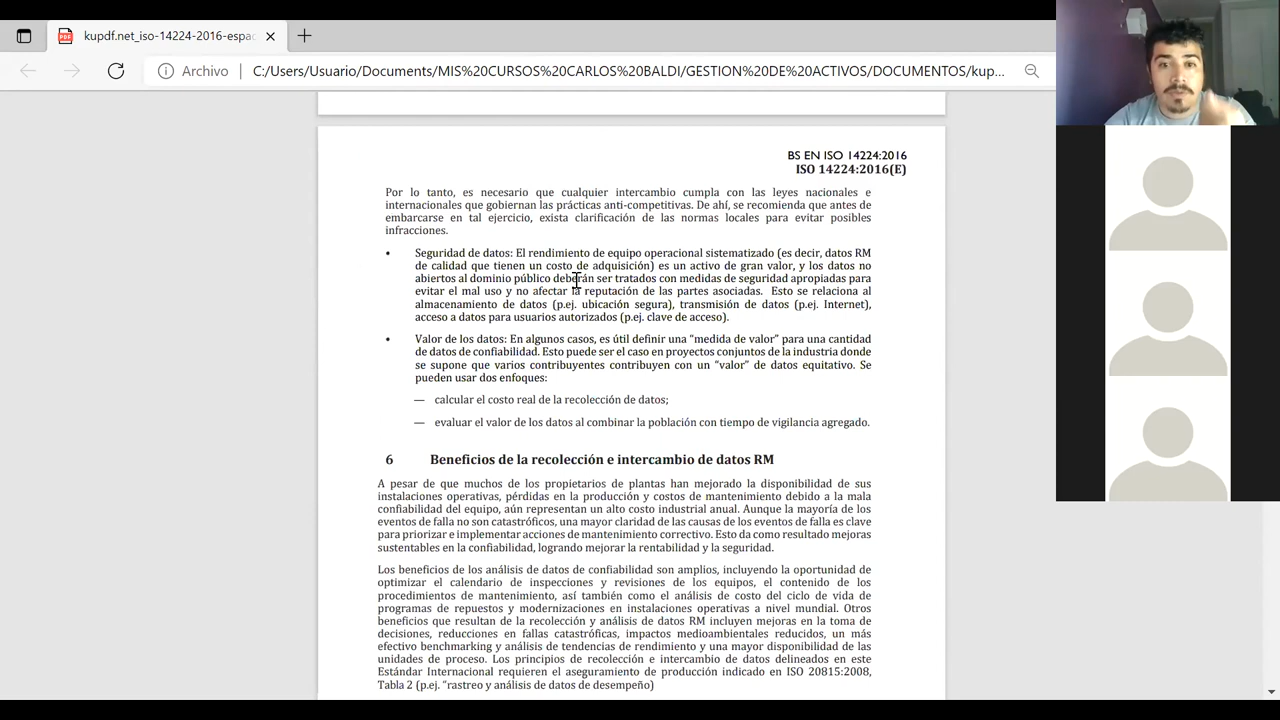 kupdf.net_iso-14224-2016-espa
Archivo
C:/Users/Usuario/Documents/MIS%20CURSOS%20CARLOS%20BALDI/GESTION%20DE%20ACTIVOS/DOCUMENTOS/kup...
BS EN ISO 14224:2016
ISO 14224:2016(E)
Por lo tanto, es necesario que cualquier intercambio cumpla con las leyes nacionales e
internacionales que gobiernan las prácticas anti-competitivas. De ahí, se recomienda que antes de
embarcarse en tal ejercicio, exista clarificación de las normas locales para evitar posibles
infracciones.
• Seguridad de datos: El rendimiento de equipo operacional sistematizado (es decir, datos RM
de calidad que tienen un costo de adquisición) es un activo de gran valor, y los datos no
abiertos al dominio público deberán ser tratados con medidas de seguridad apropiadas para
evitar el mal uso y no afectar la reputación de las partes asociadas. Esto se relaciona al
almacenamiento de datos (p.ej. ubicación segura), transmisión de datos (p.ej. Internet),
acceso a datos para usuarios autorizados (p.ej. clave de acceso).
• Valor de los datos: En algunos casos, es útil definir una “medida de valor” para una cantidad
de datos de confiabilidad. Esto puede ser el caso en proyectos conjuntos de la industria donde
se supone que varios contribuyentes contribuyen con un “valor” de datos equitativo. Se
pueden usar dos enfoques:
— calcular el costo real de la recolección de datos;
— evaluar el valor de los datos al combinar la población con tiempo de vigilancia agregado.
6 Beneficios de la recolección e intercambio de datos RM
A pesar de que muchos de los propietarios de plantas han mejorado la disponibilidad de sus
instalaciones operativas, pérdidas en la producción y costos de mantenimiento debido a la mala
confiabilidad del equipo, aún representan un alto costo industrial anual. Aunque la mayoría de los
eventos de falla no son catastróficos, una mayor claridad de las causas de los eventos de falla es clave
para priorizar e implementar acciones de mantenimiento correctivo. Esto da como resultado mejoras
sustentables en la confiabilidad, logrando mejorar la rentabilidad y la seguridad.
Los beneficios de los análisis de datos de confiabilidad son amplios, incluyendo la oportunidad de
optimizar el calendario de inspecciones y revisiones de los equipos, el contenido de los
procedimientos de mantenimiento, así también como el análisis de costo del ciclo de vida de
programas de repuestos y modernizaciones en instalaciones operativas a nivel mundial. Otros
beneficios que resultan de la recolección y análisis de datos RM incluyen mejoras en la toma de
decisiones, reducciones en fallas catastróficas, impactos medioambientales reducidos, un más
efectivo benchmarking y análisis de tendencias de rendimiento y una mayor disponibilidad de las
unidades de proceso. Los principios de recolección e intercambio de datos delineados en este
Estándar Internacional requieren el aseguramiento de producción indicado en ISO 20815:2008,
Tabla 2 (p.ej. “rastreo y análisis de datos de desempeño)